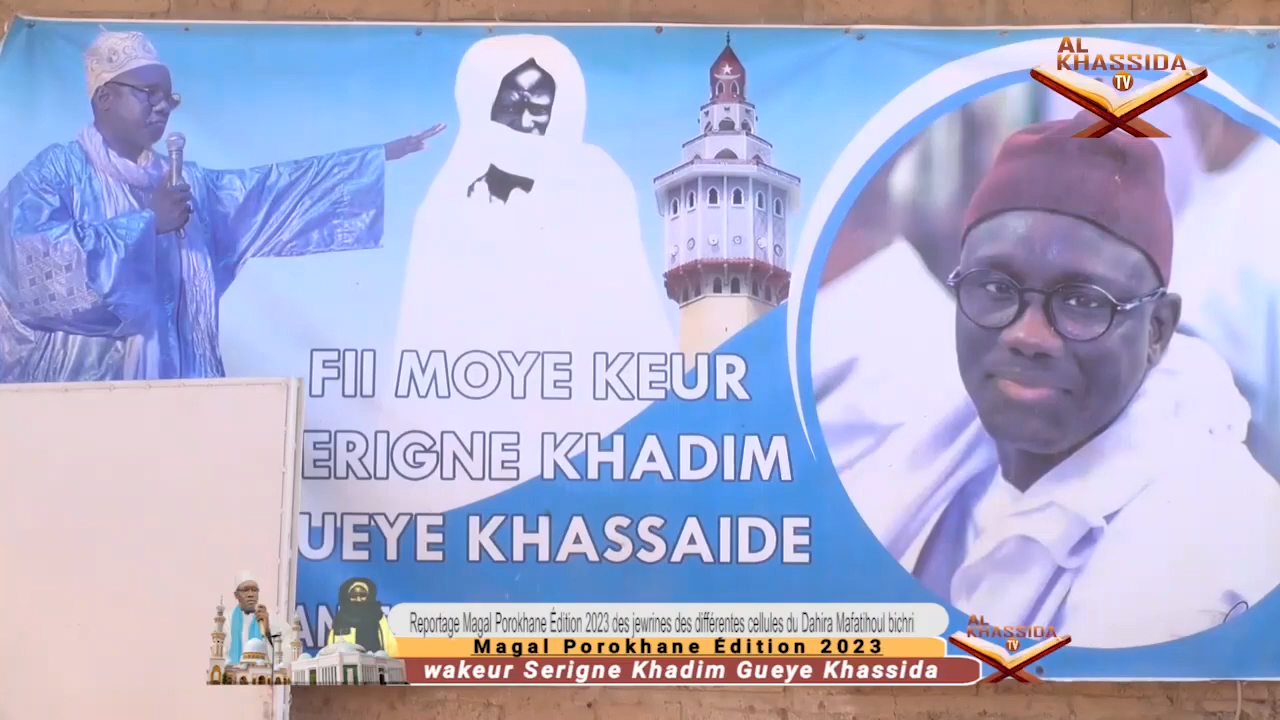 AL
KHASSIDA
TV
FII MOYE KEUR
ERIGNE KHADIM
UEYE KHASSAIDE
Reportage Magal Porokhane Édition 2023 des jewrines des différentes cellules du Dahira Mafatihoul bichri
Magal Porokhane Édition 2023
wakeur Serigne Khadim Gueye Khassida
AL
KHASSIDA
TV